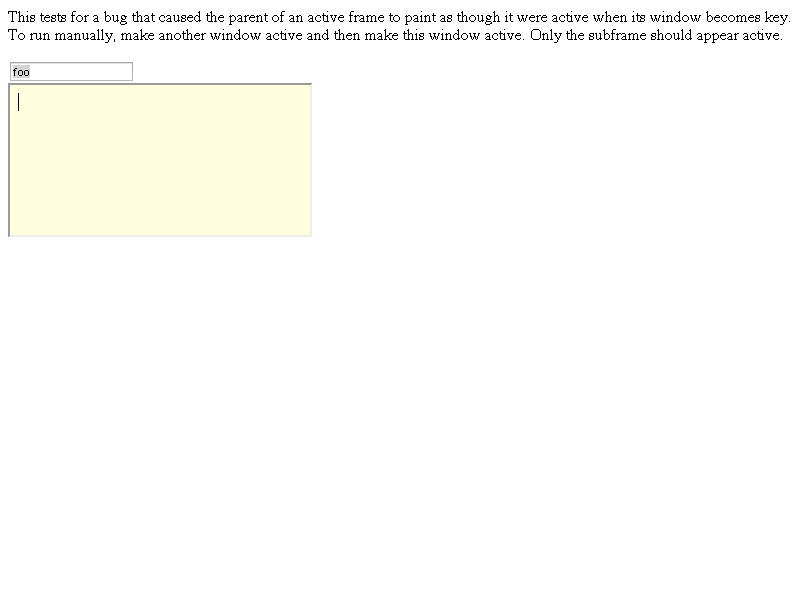 This tests for a bug that caused the parent of an active frame to paint as though it were active when its window becomes key.
To run manually, make another window active and then make this window active. Only the subframe should appear active.
foo